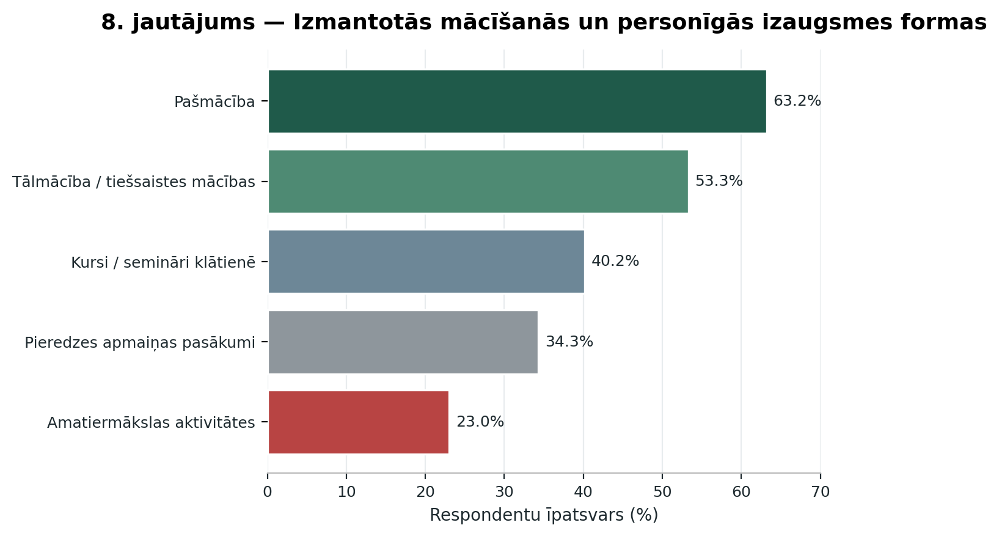 8. jautājums — Izmantotās mācīšanās un personīgās izaugsmes formas
Pašmācība
63.2%
Tālmācība / tiešsaistes mācības
53.3%
Kursi / semināri klātienē
40.2%
Pieredzes apmaiņas pasākumi
34.3%
Amatiermākslas aktivitātes
23.0%
0 10 20 30 40 50 60 70
Respondentu īpatsvars (%)